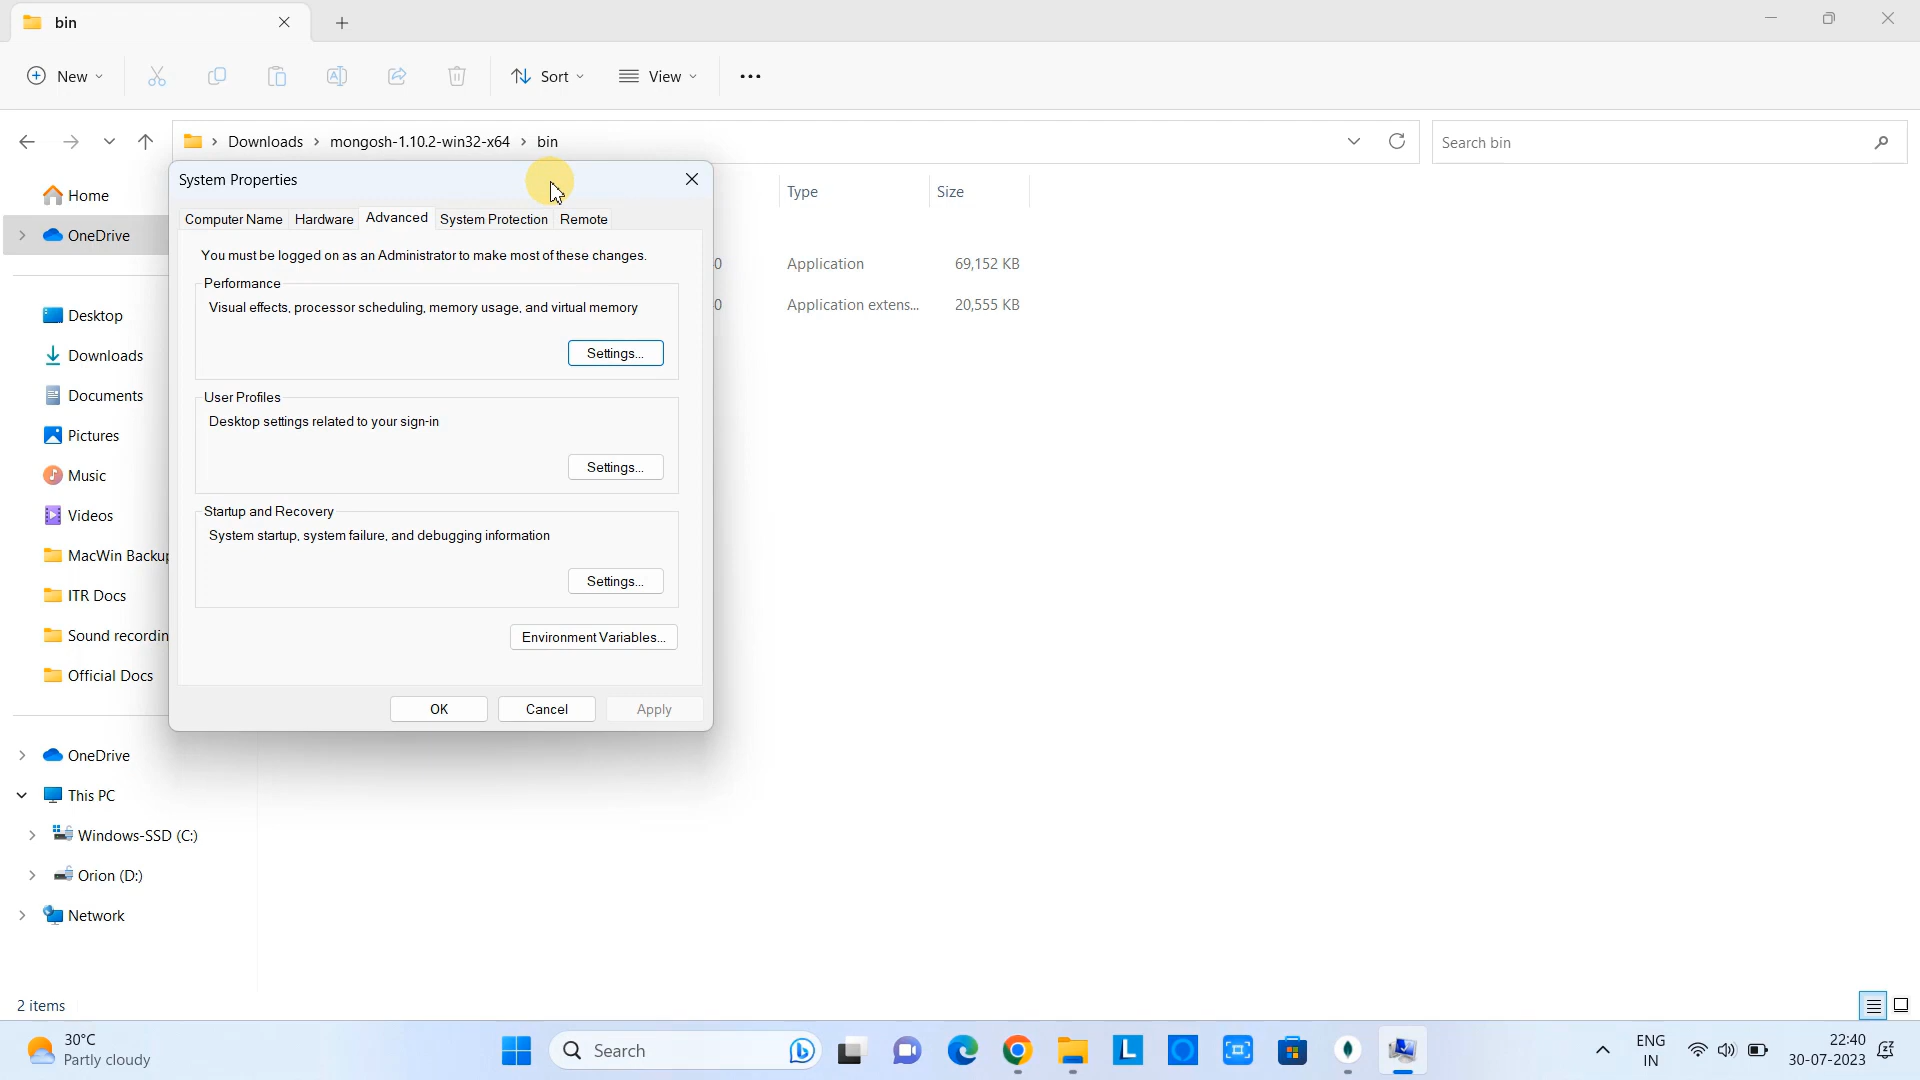 bin
New
Sort
View
Downloads > mongosh-1.10.2-win32-x64 > bin
Search bin
System Properties
Home
OneDrive
Desktop
Downloads
Documents
Pictures
Music
Videos
MacWin Backup
ITR Docs
Sound recordin
Official Docs
OneDrive
This PC
Windows-SSD (C:)
Orion (D:)
Network
Computer Name Hardware Advanced System Protection Remote
You must be logged on as an Administrator to make most of these changes.
Performance
Visual effects, processor scheduling, memory usage, and virtual memory
Settings...
User Profiles
Desktop settings related to your sign-in
Settings...
Startup and Recovery
System startup, system failure, and debugging information
Settings...
Environment Variables...
OK Cancel Apply
Type Size
0 Application 69,152 KB
0 Application extens... 20,555 KB
2 items
30°C
Partly cloudy
Search
L
ENG
IN
22:40
30-07-2023